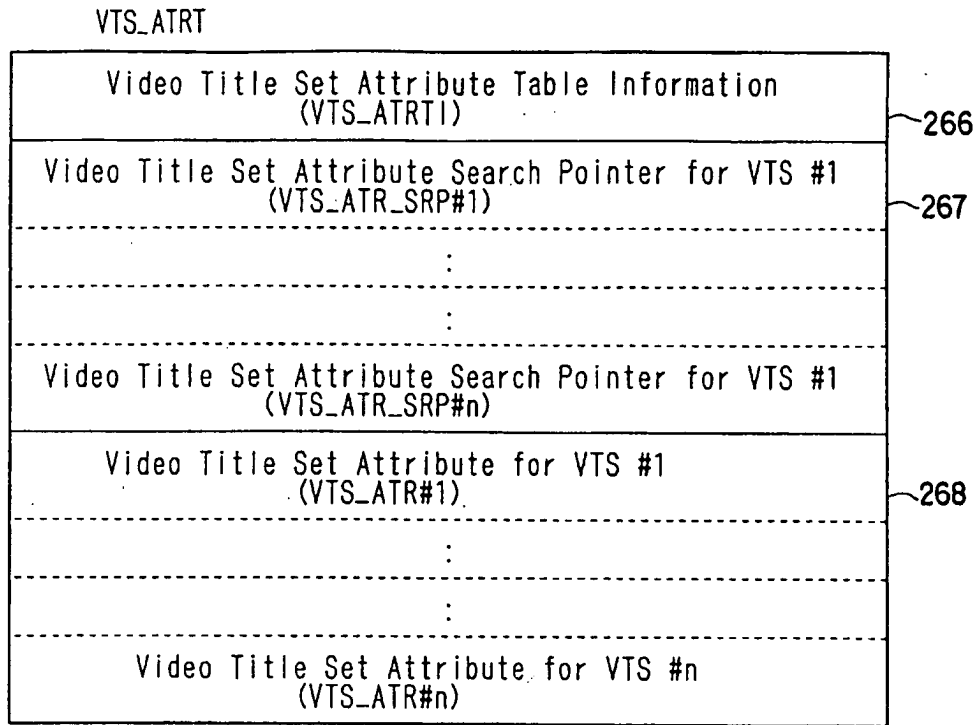 VTS_ATRT
Video Title Set Attribute Table Information
(VTS_ATRTI)
266
Video Title Set Attribute Search Pointer for VTS #1
(VTS_ATR_SRP#1)
267
:
:
Video Title Set Attribute Search Pointer for VTS #1
(VTS_ATR_SRP#n)
Video Title Set Attribute for VTS #1
(VTS_ATR#1)
268
:
:
Video Title Set Attribute for VTS #n
(VTS_ATR#n)